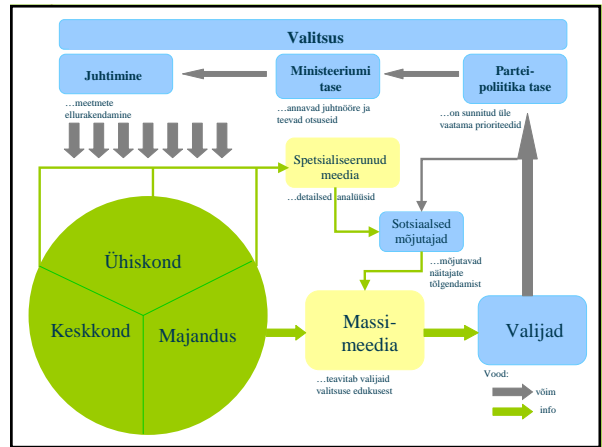 Valitsus
Juhtimine
Ministeeriumi
tase
Partei-
poliitika tase
…meetmete
ellurakendamine
…annavad juhtnööre ja
teevad otsuseid
…on sunnitud üle
vaatama prioriteedid
Spetsialiseerunud
meedia
…detailsed analüüsid
Sotsiaalsed
mõjutajad
…mõjutavad
näitajate
tõlgendamist
Ühiskond
Keskkond
Majandus
Massi-
meedia
Valijad
…teavitab valijaid
valitsuse edukusest
Vood:
võim
info